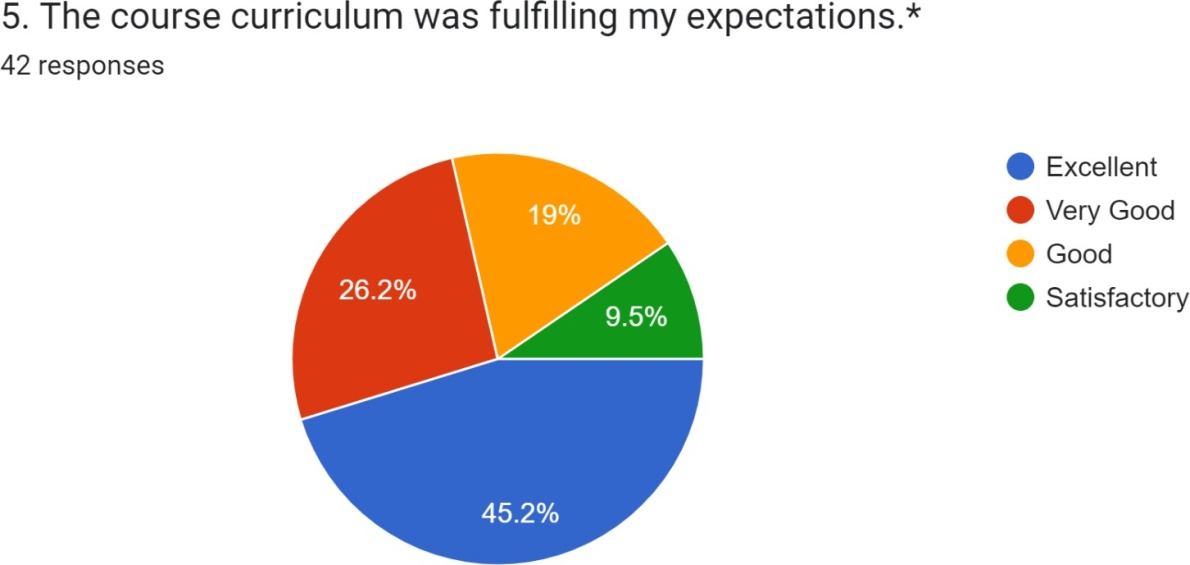 5. The course curriculum was fulfilling my expectations.*
42 responses
19%
26.2%
9.5%
45.2%
Excellent
Very Good
Good
Satisfactory